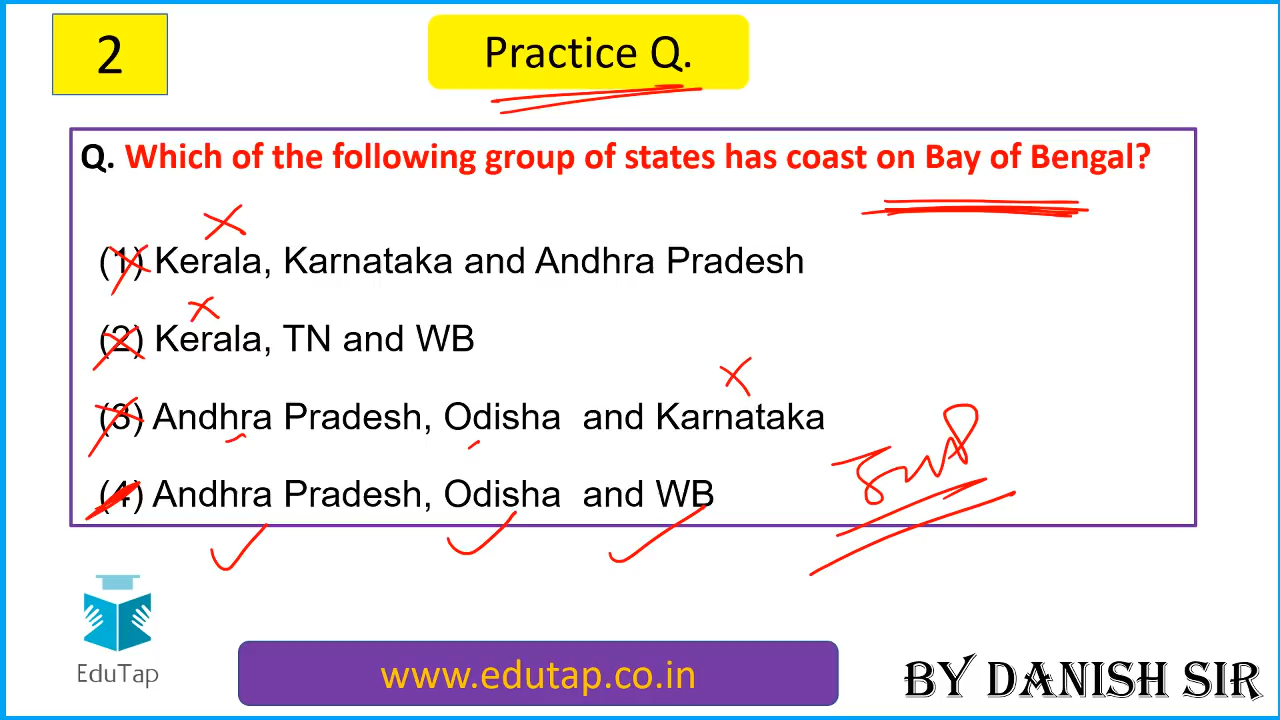 2
Practice Q.
Q. Which of the following group of states has coast on Bay of Bengal?
(1) Kerala, Karnataka and Andhra Pradesh
(2) Kerala, TN and WB
(3) Andhra Pradesh, Odisha and Karnataka
(4) Andhra Pradesh, Odisha and WB
EduTap
www.edutap.co.in
BY DANISH SIR